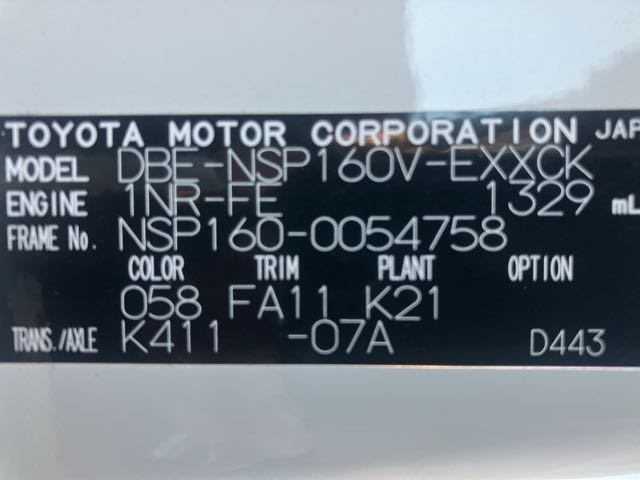 TOYOTA MOTOR CORPORATION JAP
MODEL DBE-NSP160V-EXXCK
ENGINE 1NR-FE 1329 mL
FRAME No. NSP160-0054758
COLOR TRIM PLANT OPTION
058 FA11 K21
TRANS./AXLE K411 -07A D443